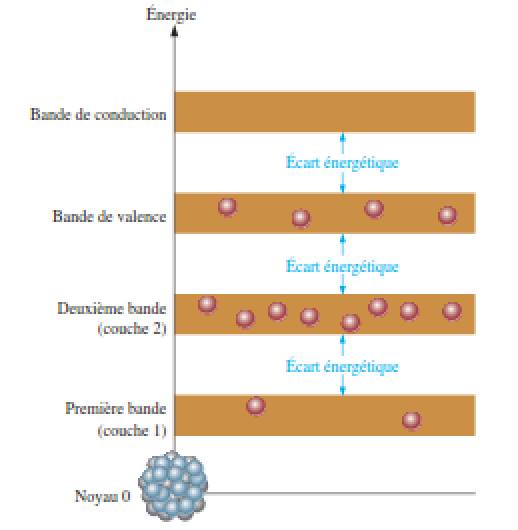 Énergie
Bande de conduction
Écart énergétique
Bande de valence
Écart énergétique
Deuxième bande
(couche 2)
Écart énergétique
Première bande
(couche 1)
Noyau 0